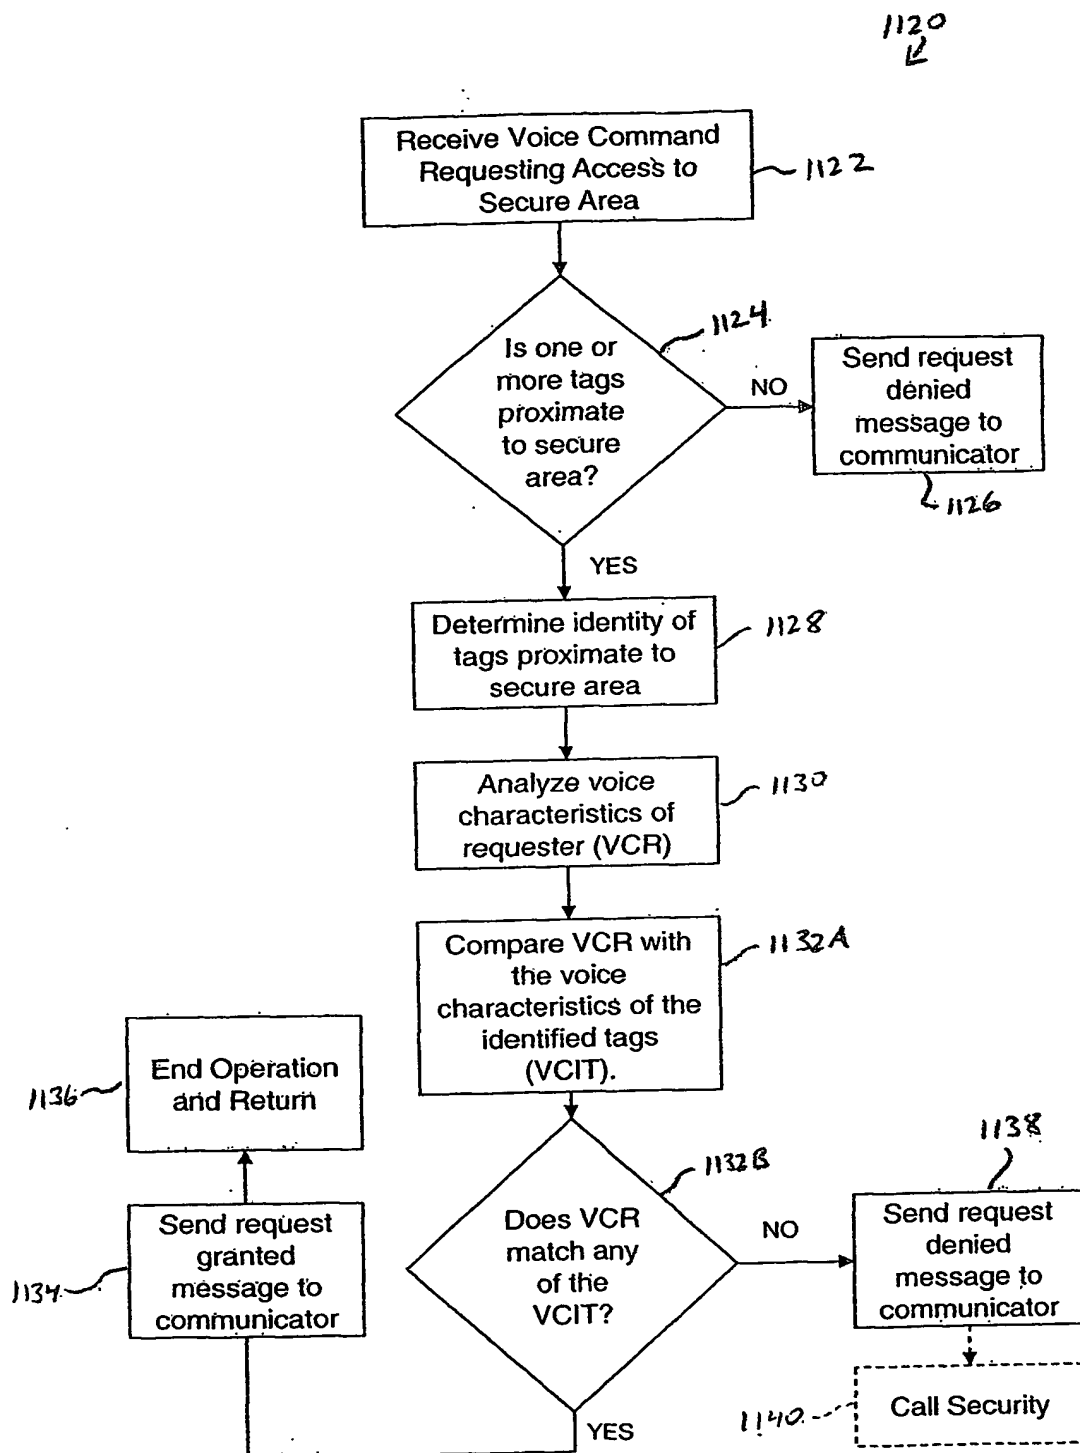 1120
Receive Voice Command
Requesting Access to
Secure Area
1122
Is one or
more tags
proximate
to secure
area?
1124
NO
Send request
denied
message to
communicator
1126
YES
Determine identity of
tags proximate to
secure area
1128
Analyze voice
characteristics of
requester (VCR)
1130
Compare VCR with
the voice
characteristics of the
identified tags
(VCIT).
1132A
End Operation
and Return
1136
Does VCR
match any
of the
VCIT?
1132B
NO
1138
Send request
denied
message to
communicator
Send request
granted
message to
communicator
1134
YES
Call Security
1140